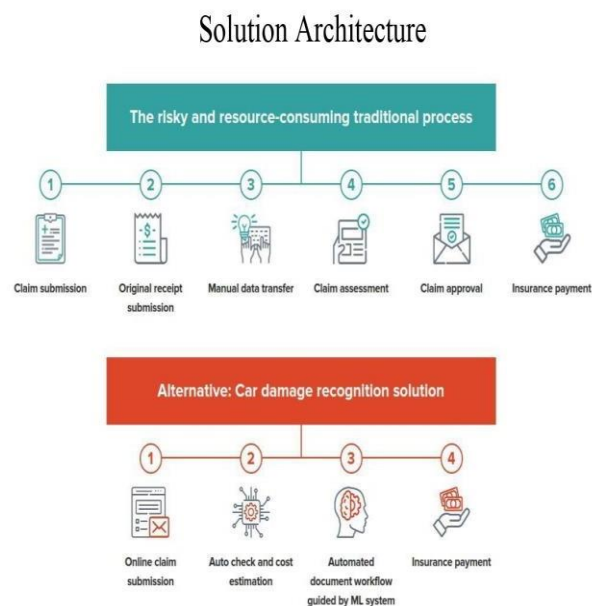 Solution Architecture
The risky and resource-consuming traditional process
1 2 3 4 5 6
Claim submission Original receipt Manual data transfer Claim assessment Claim approval Insurance payment
submission
Alternative: Car damage recognition solution
1 2 3 4
Online claim Auto check and cost Automated Insurance payment
submission estimation document workflow
guided by ML system